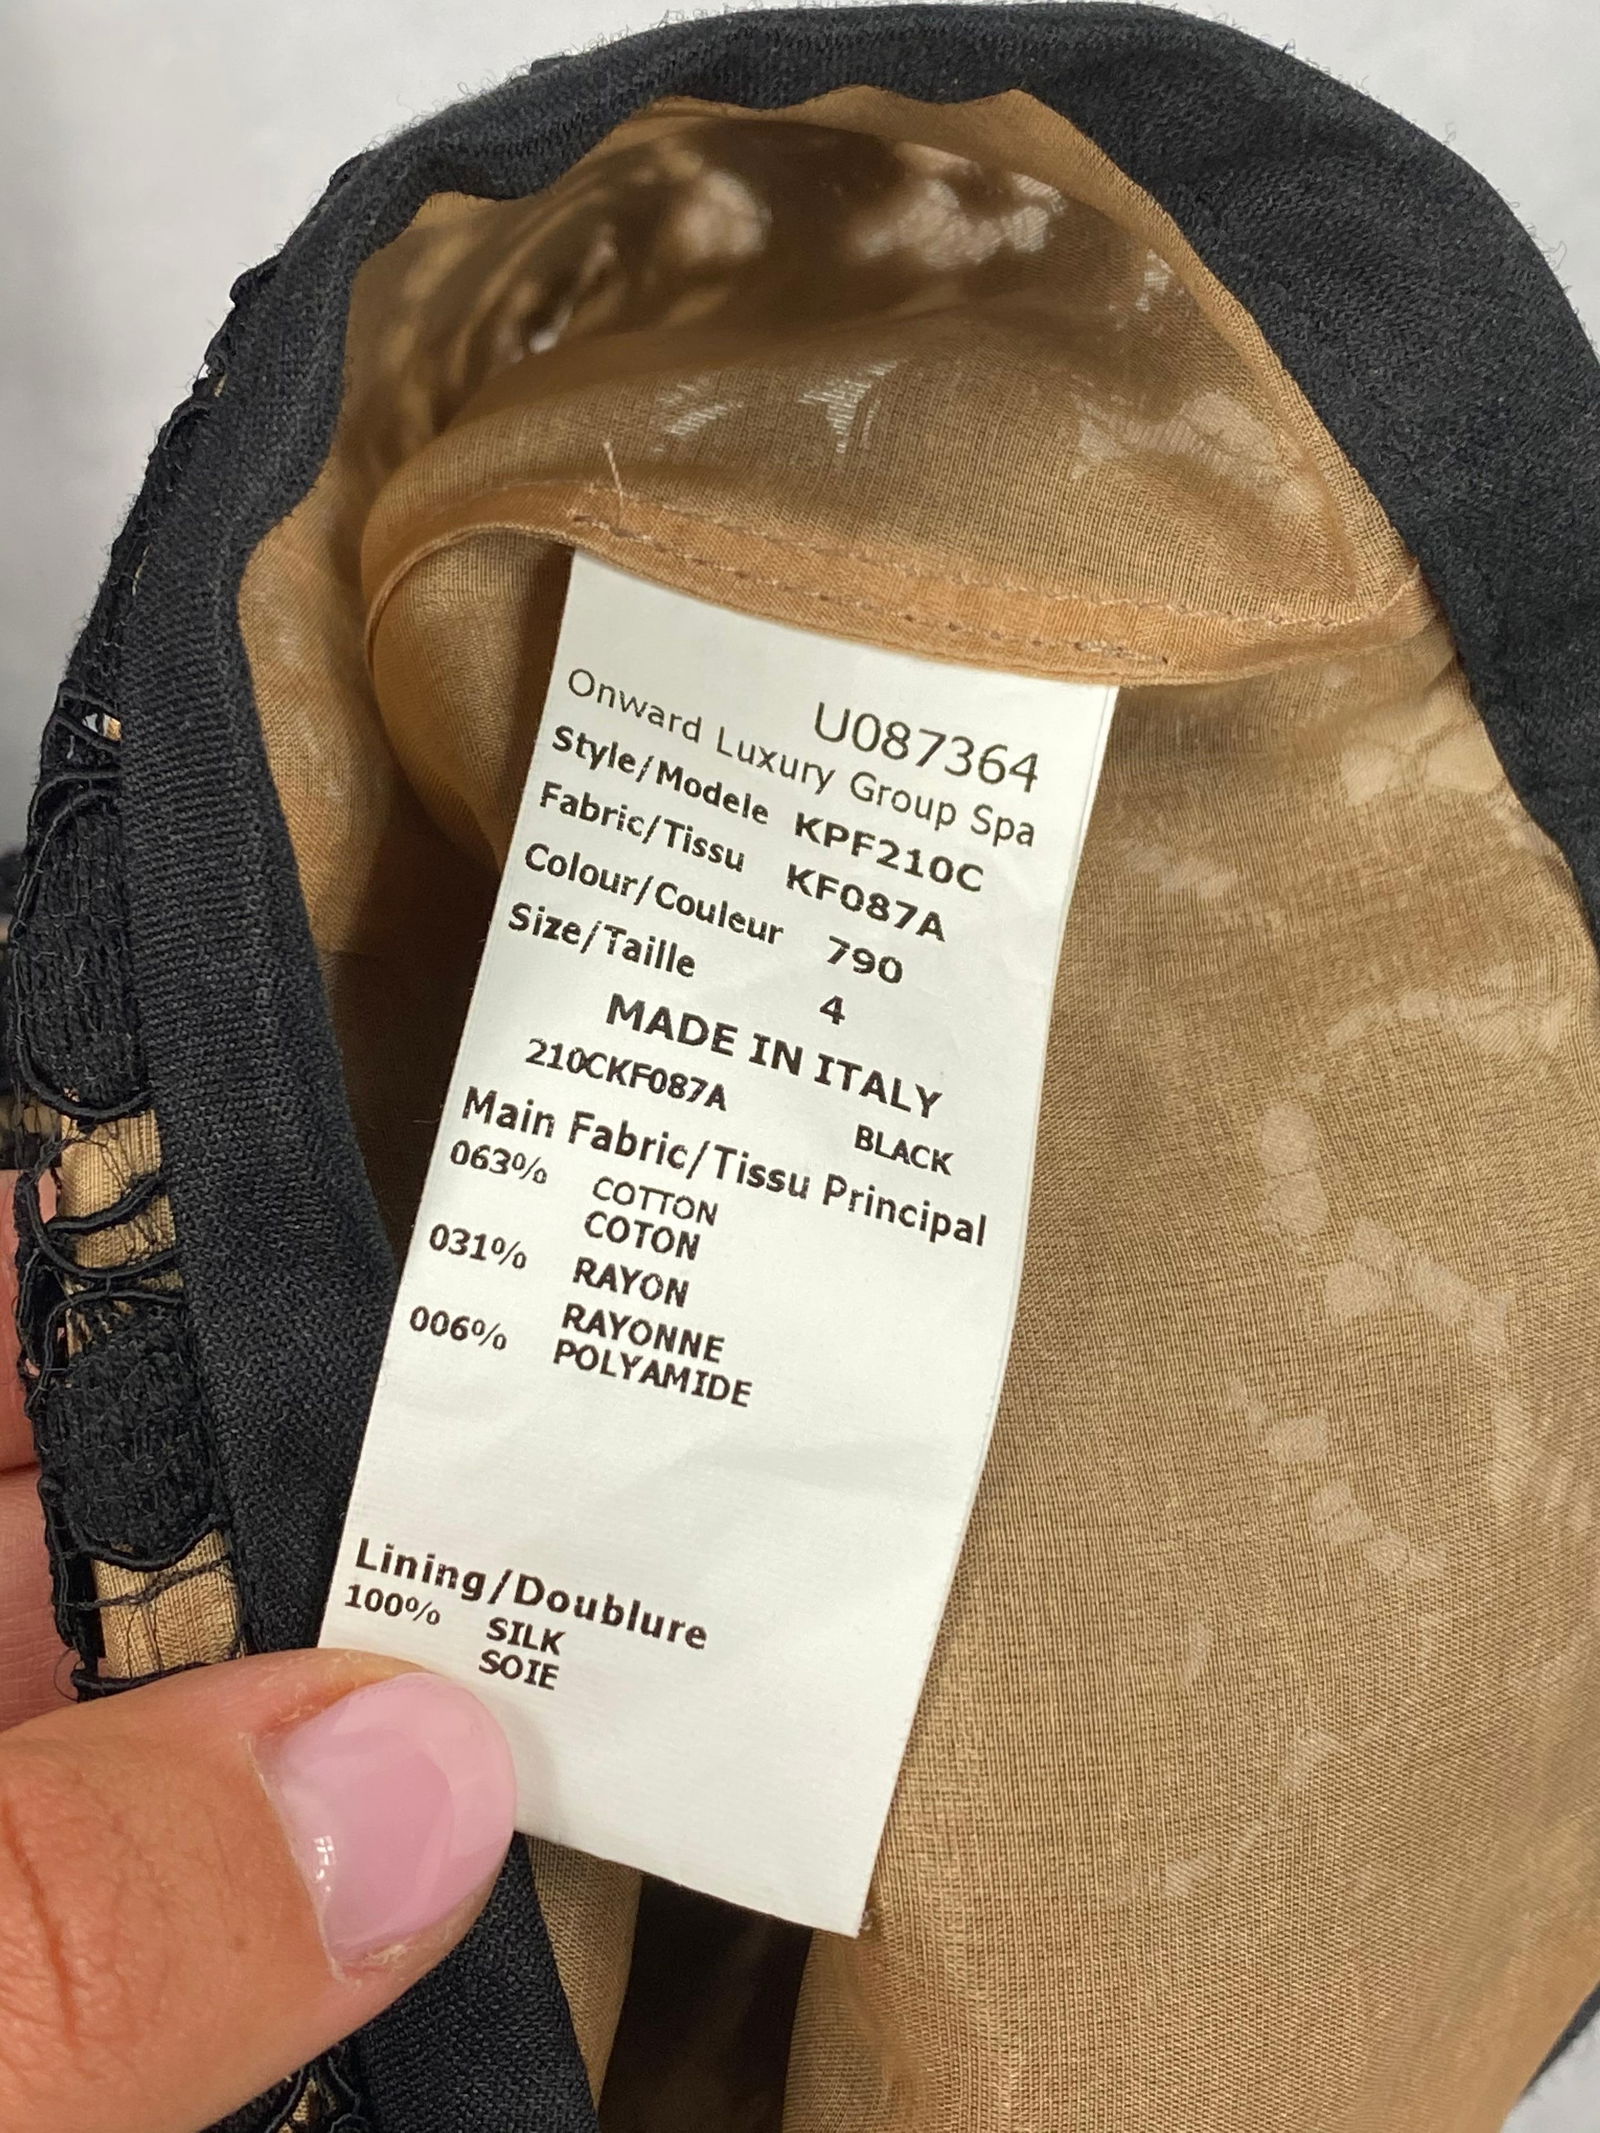 U087364
Onward Luxury Group Spa
Style/Modele KPF210C
Fabric/Tissu KF087A
Colour/Couleur 790
Size/Taille 4
MADE IN ITALY
210CKF087A BLACK
Main Fabric/Tissu Principal
063% COTTON
COTON
031% RAYON
RAYONNE
006% POLYAMIDE
Lining/Doublure
100% SILK
SOIE